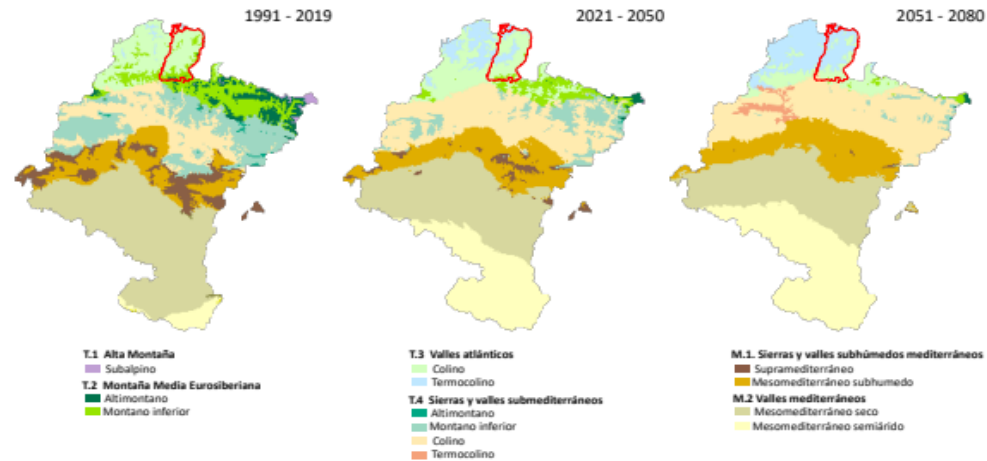 1991 - 2019
2021 - 2050
2051 - 2080
T.1 Alta Montaña
Subalpino
T.2 Montaña Media Eurosiberiana
Altimontano
Montano inferior
T.3 Valles atlánticos
Colino
Termocolino
T.4 Sierras y valles submediterráneos
Altimontano
Montano inferior
Colino
Termocolino
M.1. Sierras y valles subhúmedos mediterráneos
Supramediterráneo
Mesomediterráneo subhumedo
M.2 Valles mediterráneos
Mesomediterráneo seco
Mesomediterráneo semiárido